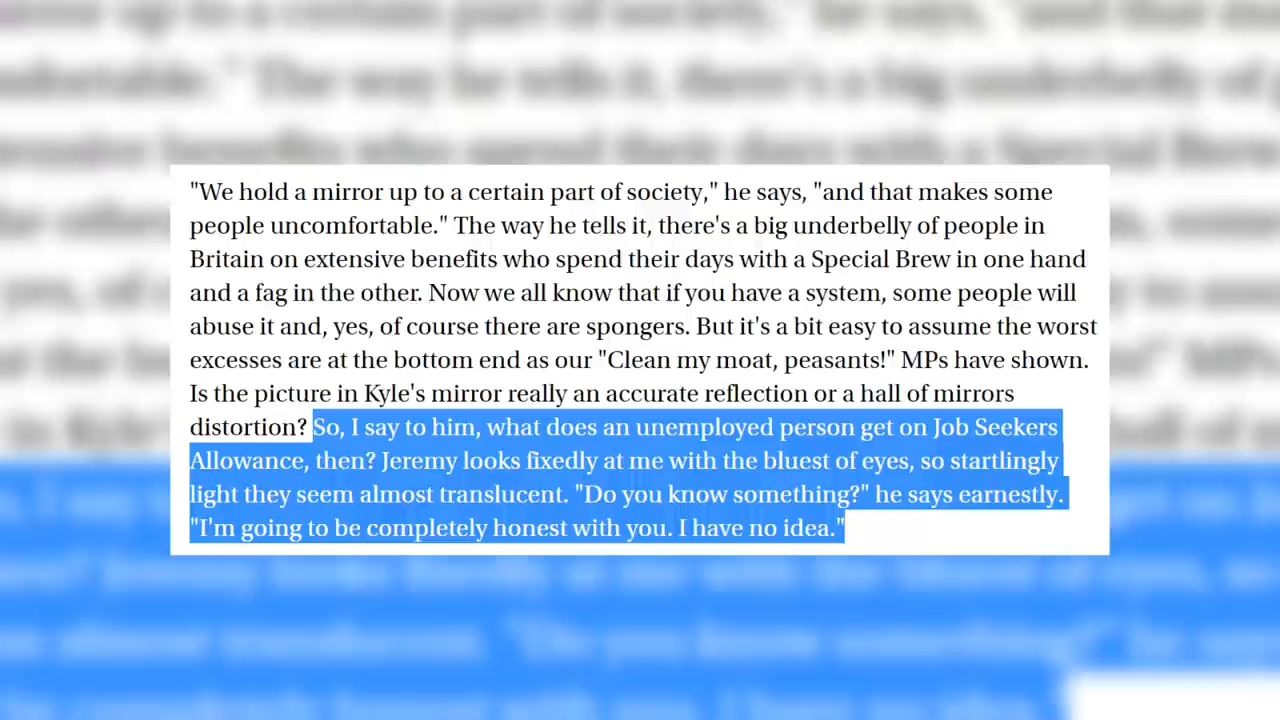 "We hold a mirror up to a certain part of society," he says, "and that makes some
people uncomfortable." The way he tells it, there's a big underbelly of people in
Britain on extensive benefits who spend their days with a Special Brew in one hand
and a fag in the other. Now we all know that if you have a system, some people will
abuse it and, yes, of course there are spongers. But it's a bit easy to assume the worst
excesses are at the bottom end as our "Clean my moat, peasants!" MPs have shown.
Is the picture in Kyle's mirror really an accurate reflection or a hall of mirrors
distortion? So, I say to him, what does an unemployed person get on Job Seekers
Allowance, then? Jeremy looks fixedly at me with the bluest of eyes, so startlingly
light they seem almost translucent. "Do you know something?" he says earnestly.
"I'm going to be completely honest with you. I have no idea."